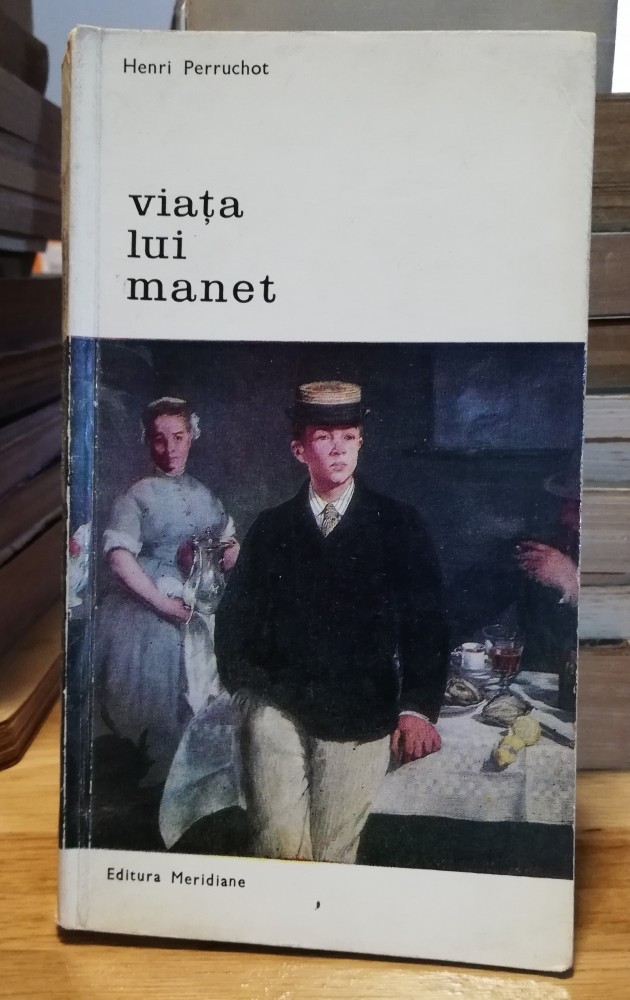 Henri Perruchot
viața
lui
manet
Editura Meridiane